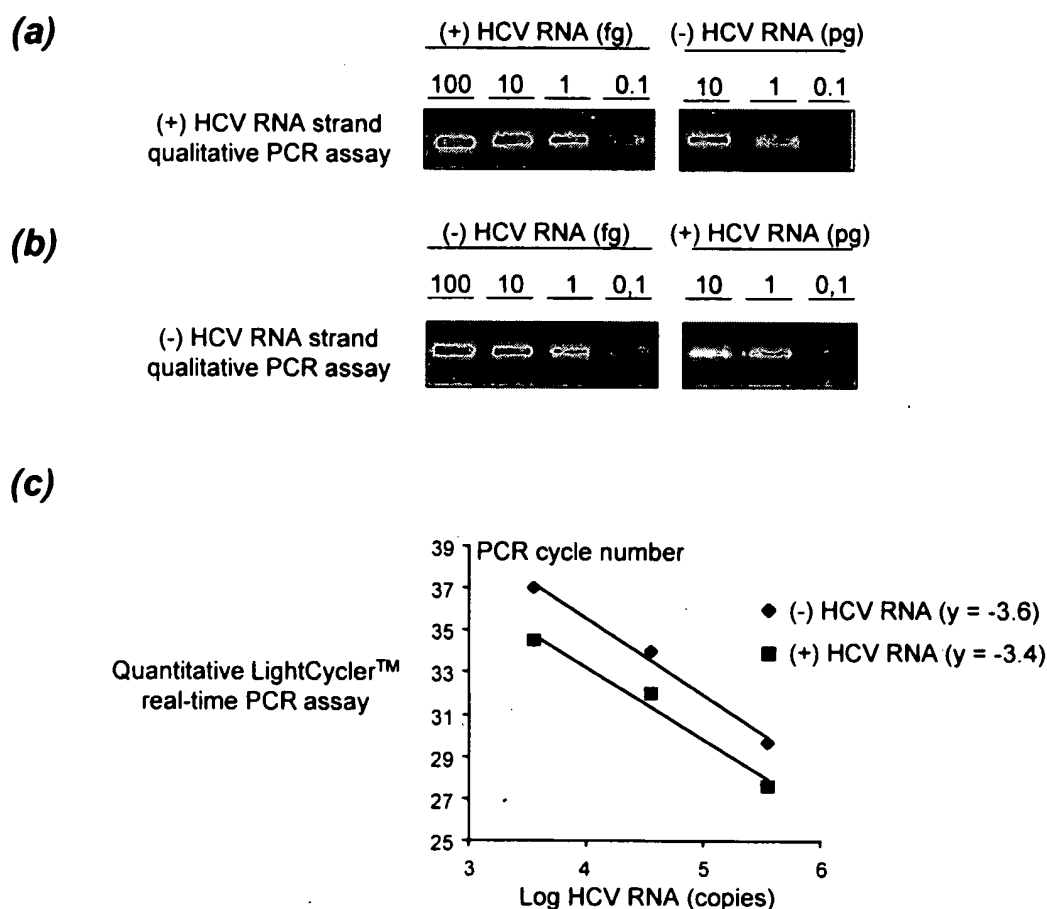 (a)
(+) HCV RNA (fg) (-) HCV RNA (pg)
100 10 1 0.1 10 1 0.1
(+) HCV RNA strand
qualitative PCR assay
(b)
(-) HCV RNA (fg) (+) HCV RNA (pg)
100 10 1 0,1 10 1 0,1
(-) HCV RNA strand
qualitative PCR assay
(c)
39 PCR cycle number
37
35
33
31
29
27
25
3 4 5 6
Log HCV RNA (copies)
(-) HCV RNA (y = -3.6)
(+) HCV RNA (y = -3.4)
Quantitative LightCycler™
real-time PCR assay